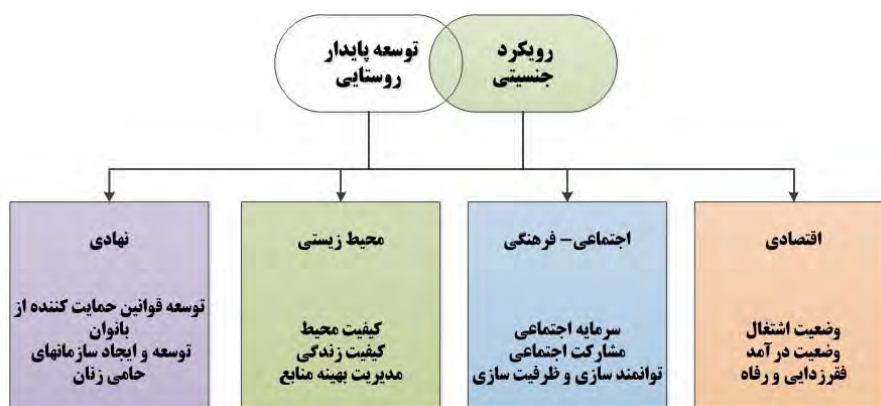 رویکرد
جنسیتی
توسعه پایدار
روستایی
اقتصادی
وضعیت اشتغال
وضعیت درآمد
فقرزدایی و رفاه
اجتماعی- فرهنگی
سرمایه اجتماعی
مشارکت اجتماعی
توانمند سازی و ظرفیت سازی
محیط زیستی
کیفیت محیط
کیفیت زندگی
مدیریت بهینه منابع
نهادی
توسعه قوانین حمایت کننده از
بانوان
توسعه و ایجاد سازمانهای
حامی زنان